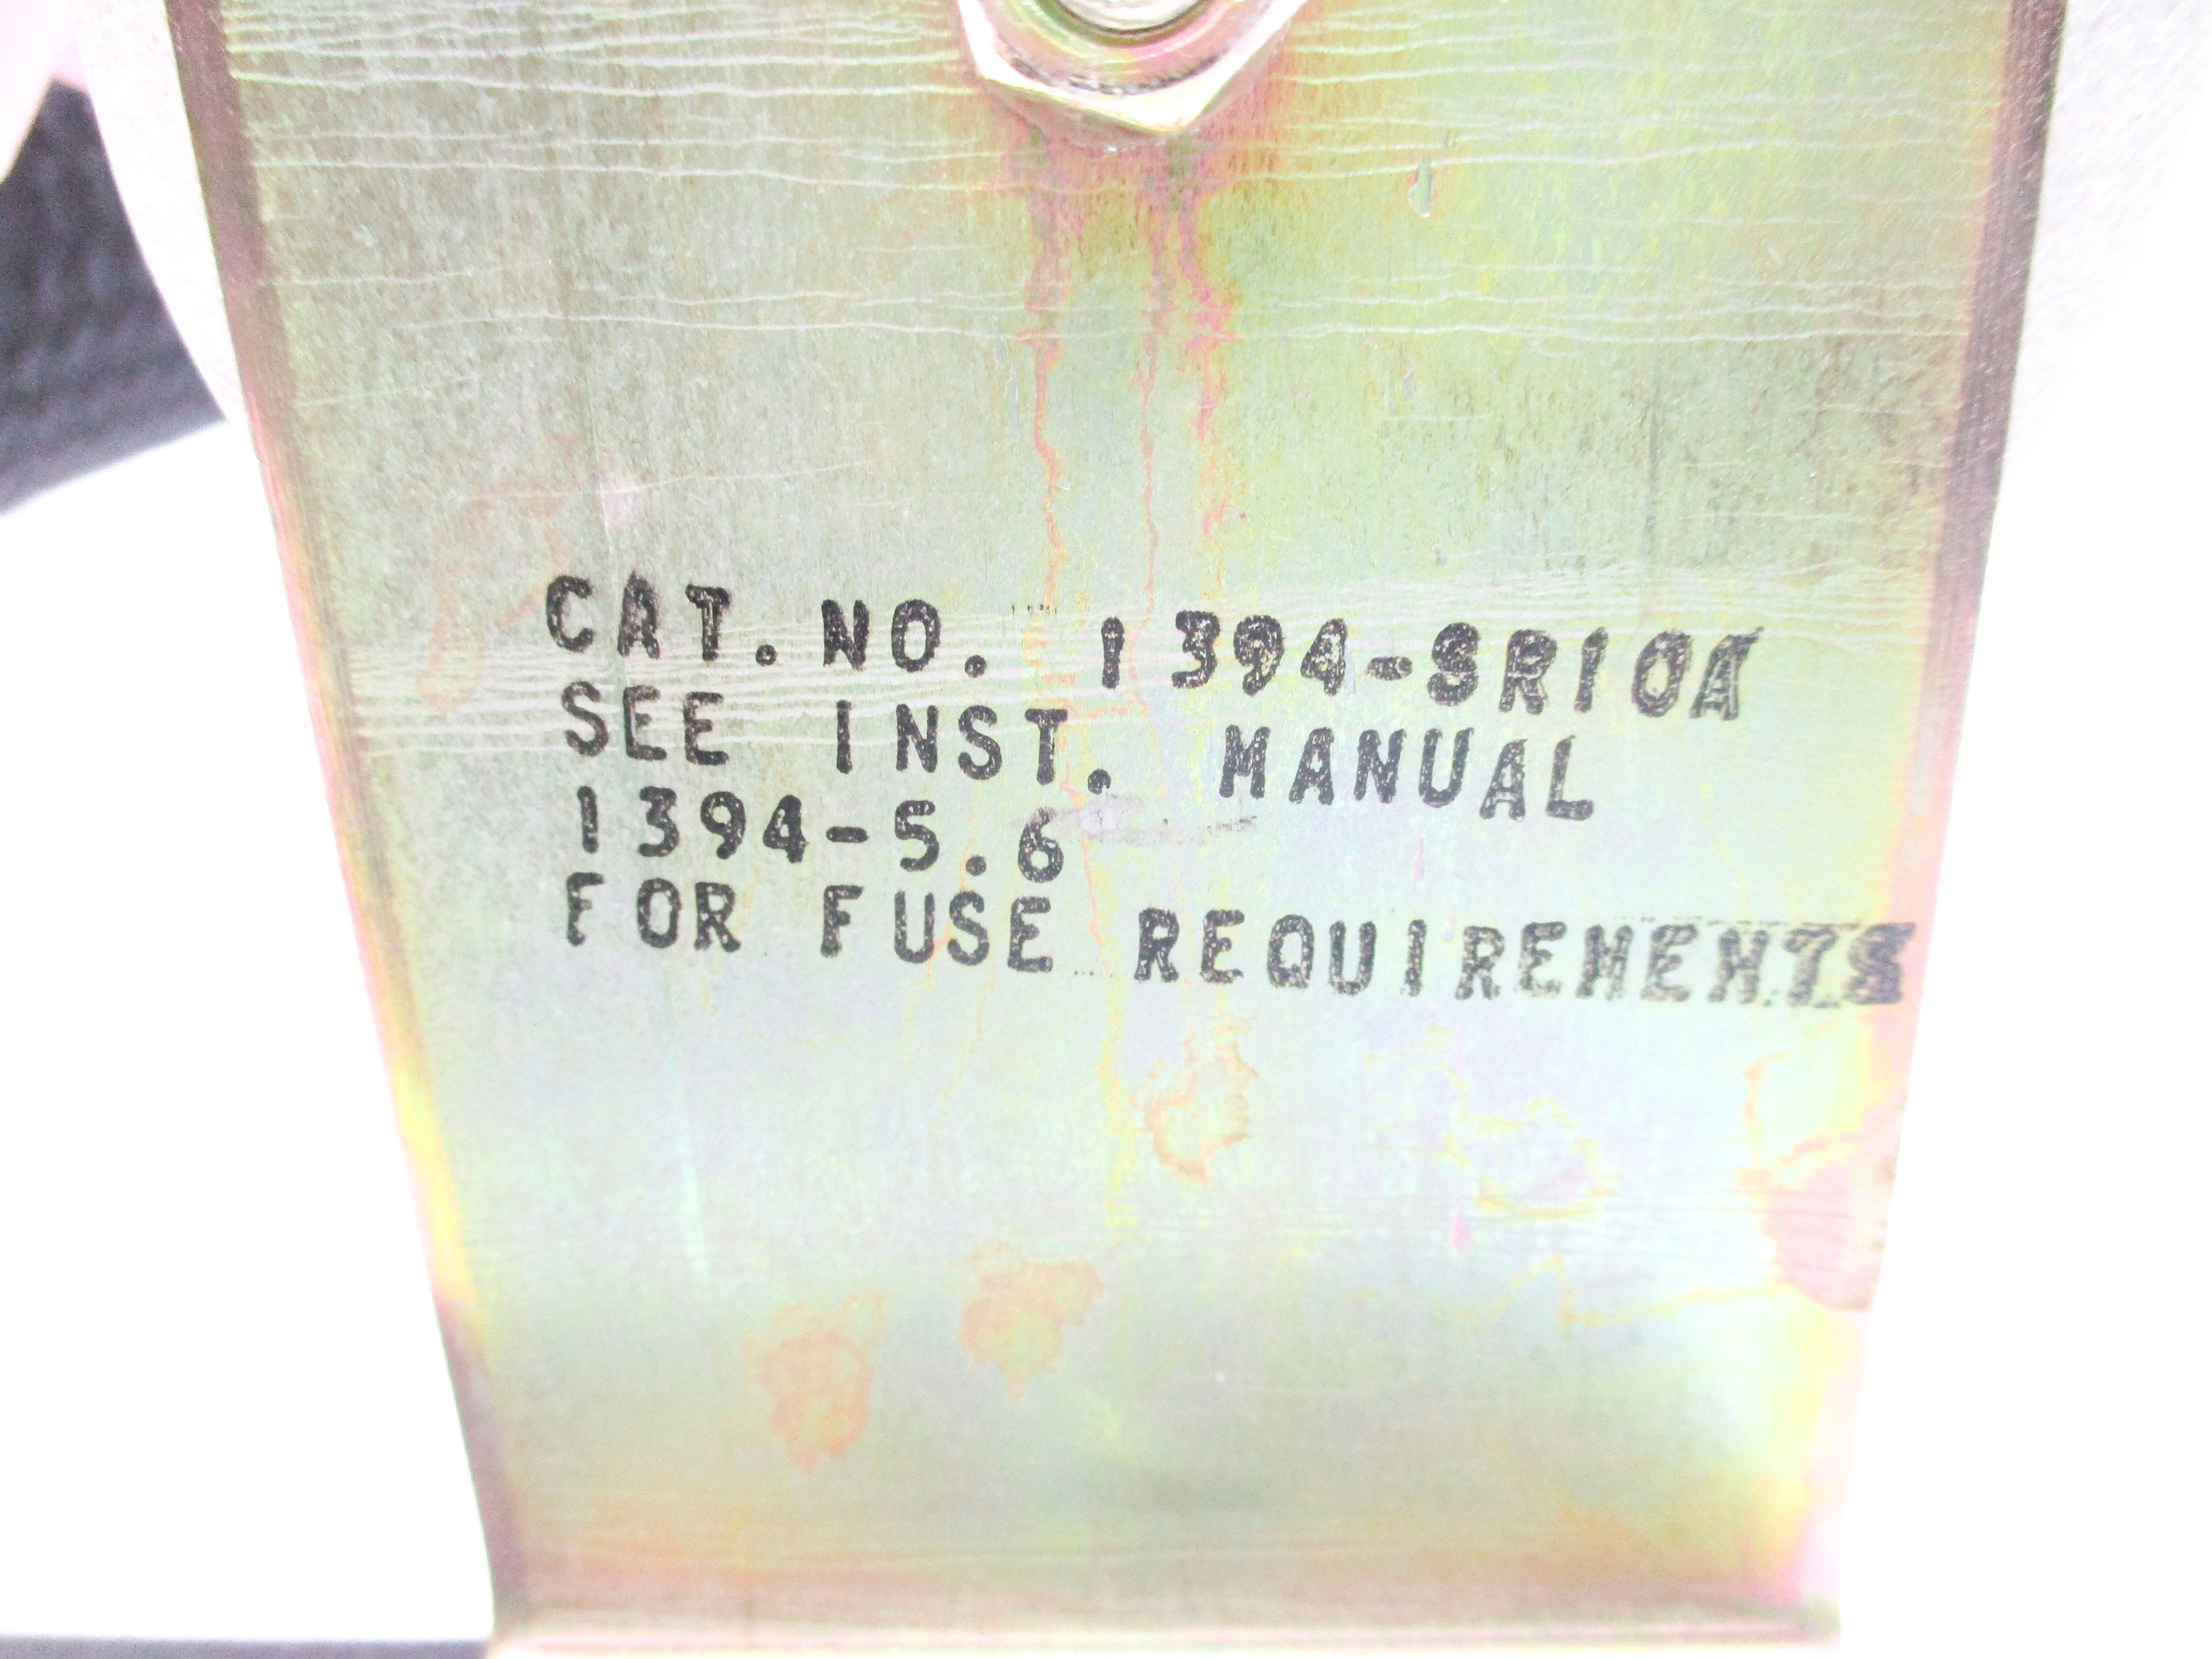 CAT.NO. 1394-SR10A
SEE INST. MANUAL
1394-5.6
FOR FUSE REQUIREMENTS